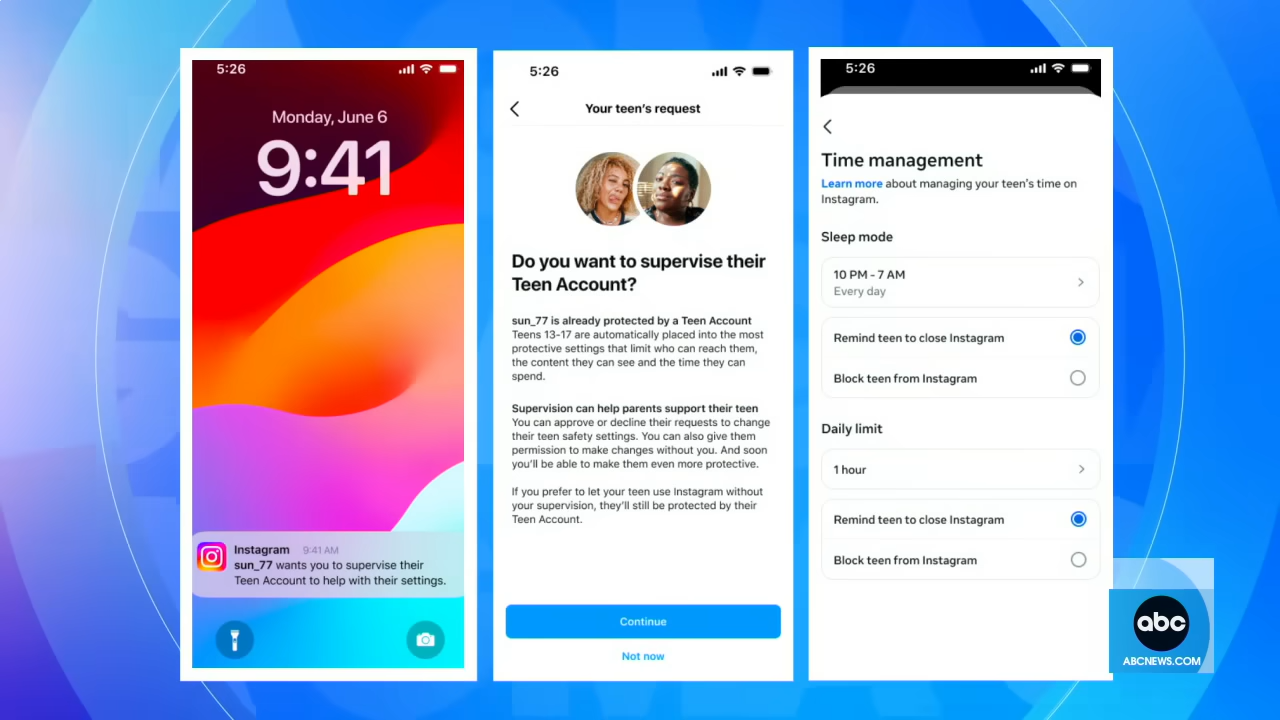 5:26
Monday, June 6
9:41
Instagram 9:41 AM
sun_77 wants you to supervise their
Teen Account to help with their settings.
5:26
Your teen's request
Do you want to supervise their
Teen Account?
sun_77 is already protected by a Teen Account
Teens 13-17 are automatically placed into the most
protective settings that limit who can reach them,
the content they can see and the time they can
spend.
Supervision can help parents support their teen
You can approve or decline their requests to change
their teen safety settings. You can also give them
permission to make changes without you. And soon
you'll be able to make them even more protective.
If you prefer to let your teen use Instagram without
your supervision, they'll still be protected by their
Teen Account.
Continue
Not now
5:26
Time management
Learn more about managing your teen's time on
Instagram.
Sleep mode
10 PM - 7 AM
Every day
Remind teen to close Instagram
Block teen from Instagram
Daily limit
1 hour
Remind teen to close Instagram
Block teen from Instagram
abc
ABCNEWS.COM